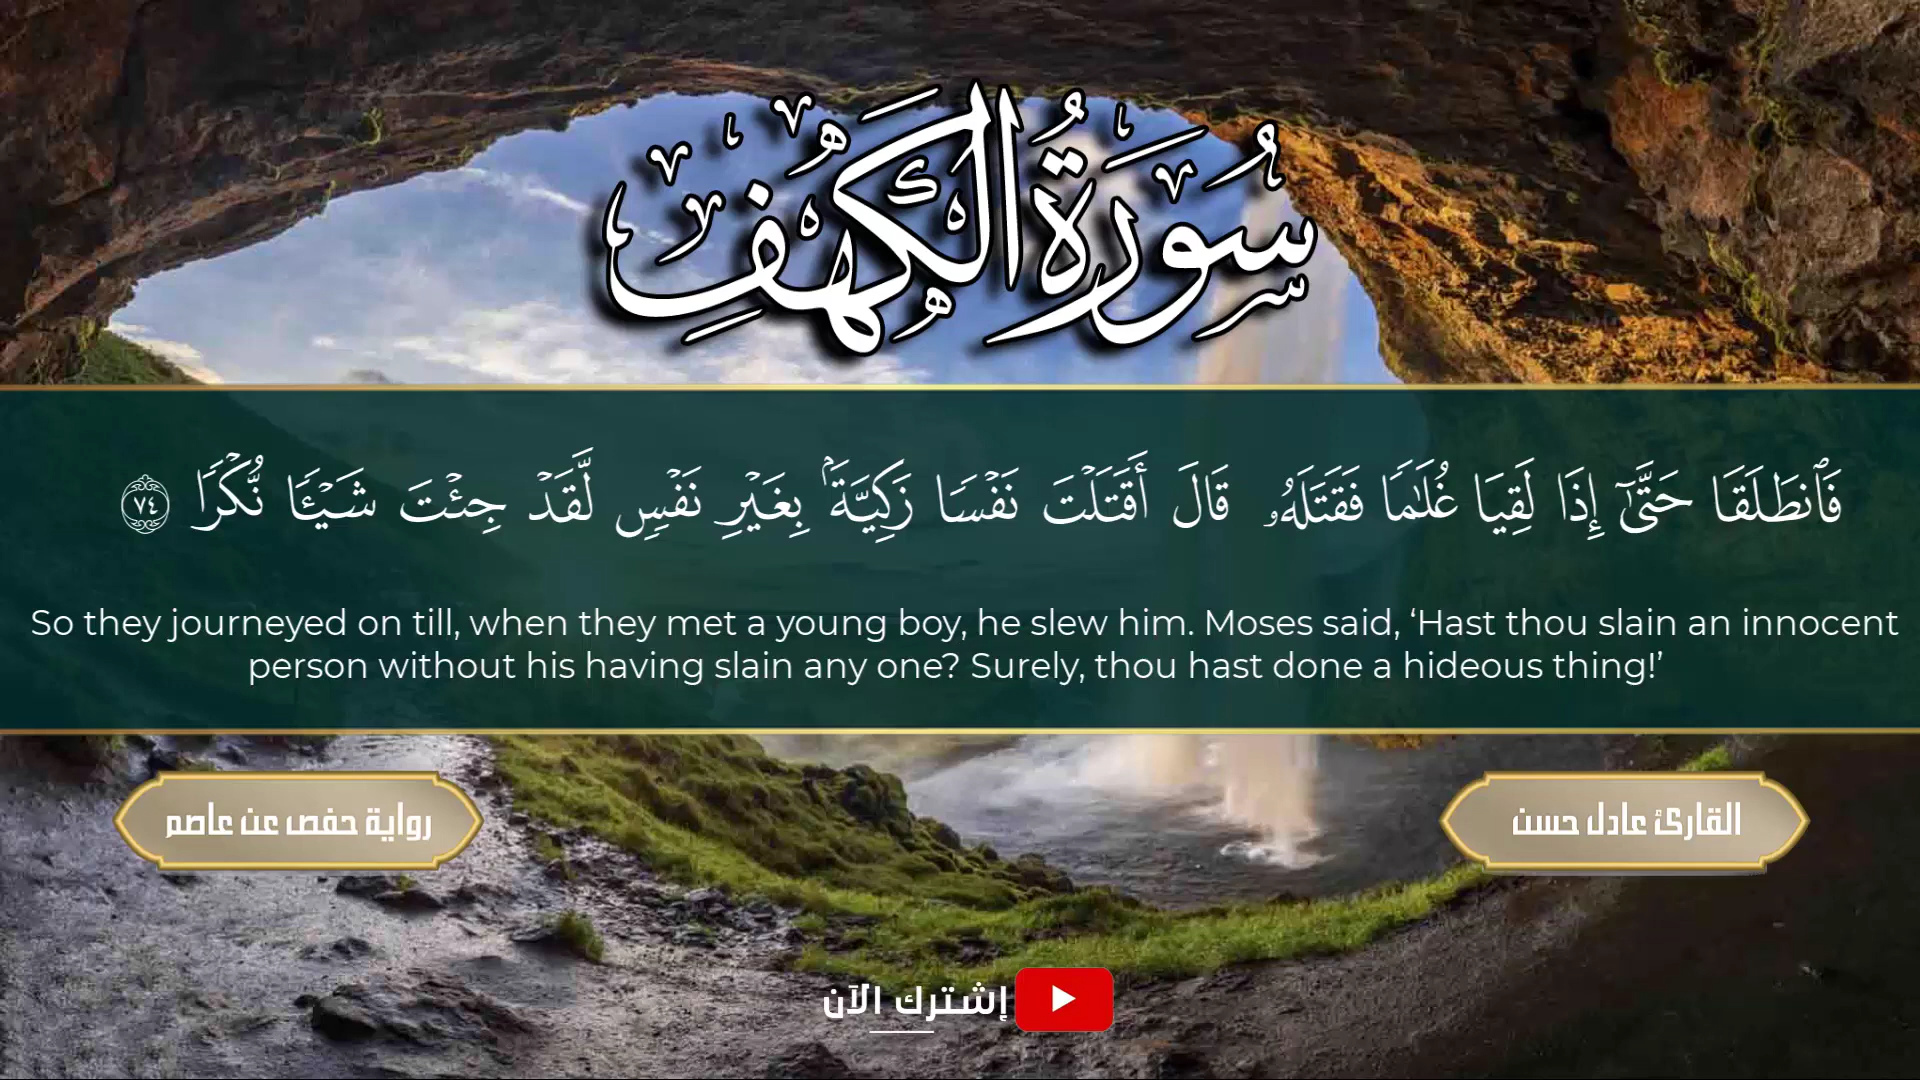 سُورَةُ الْكَهْفِ
فَٱنطَلَقَا حَتَّىٰٓ إِذَا لَقِيَا غُلَٰمًا فَقَتَلَهُۥ قَالَ أَقَتَلْتَ نَفْسًا زَكِيَّةًۢ بِغَيْرِ نَفْسٍ لَّقَدْ جِئْتَ شَيْـًٔا نُّكْرًا ٧٤
So they journeyed on till, when they met a young boy, he slew him. Moses said, ‘Hast thou slain an innocent
person without his having slain any one? Surely, thou hast done a hideous thing!’
القارئ عادل حسن
رواية حفص عن عاصم
إشترك الآن